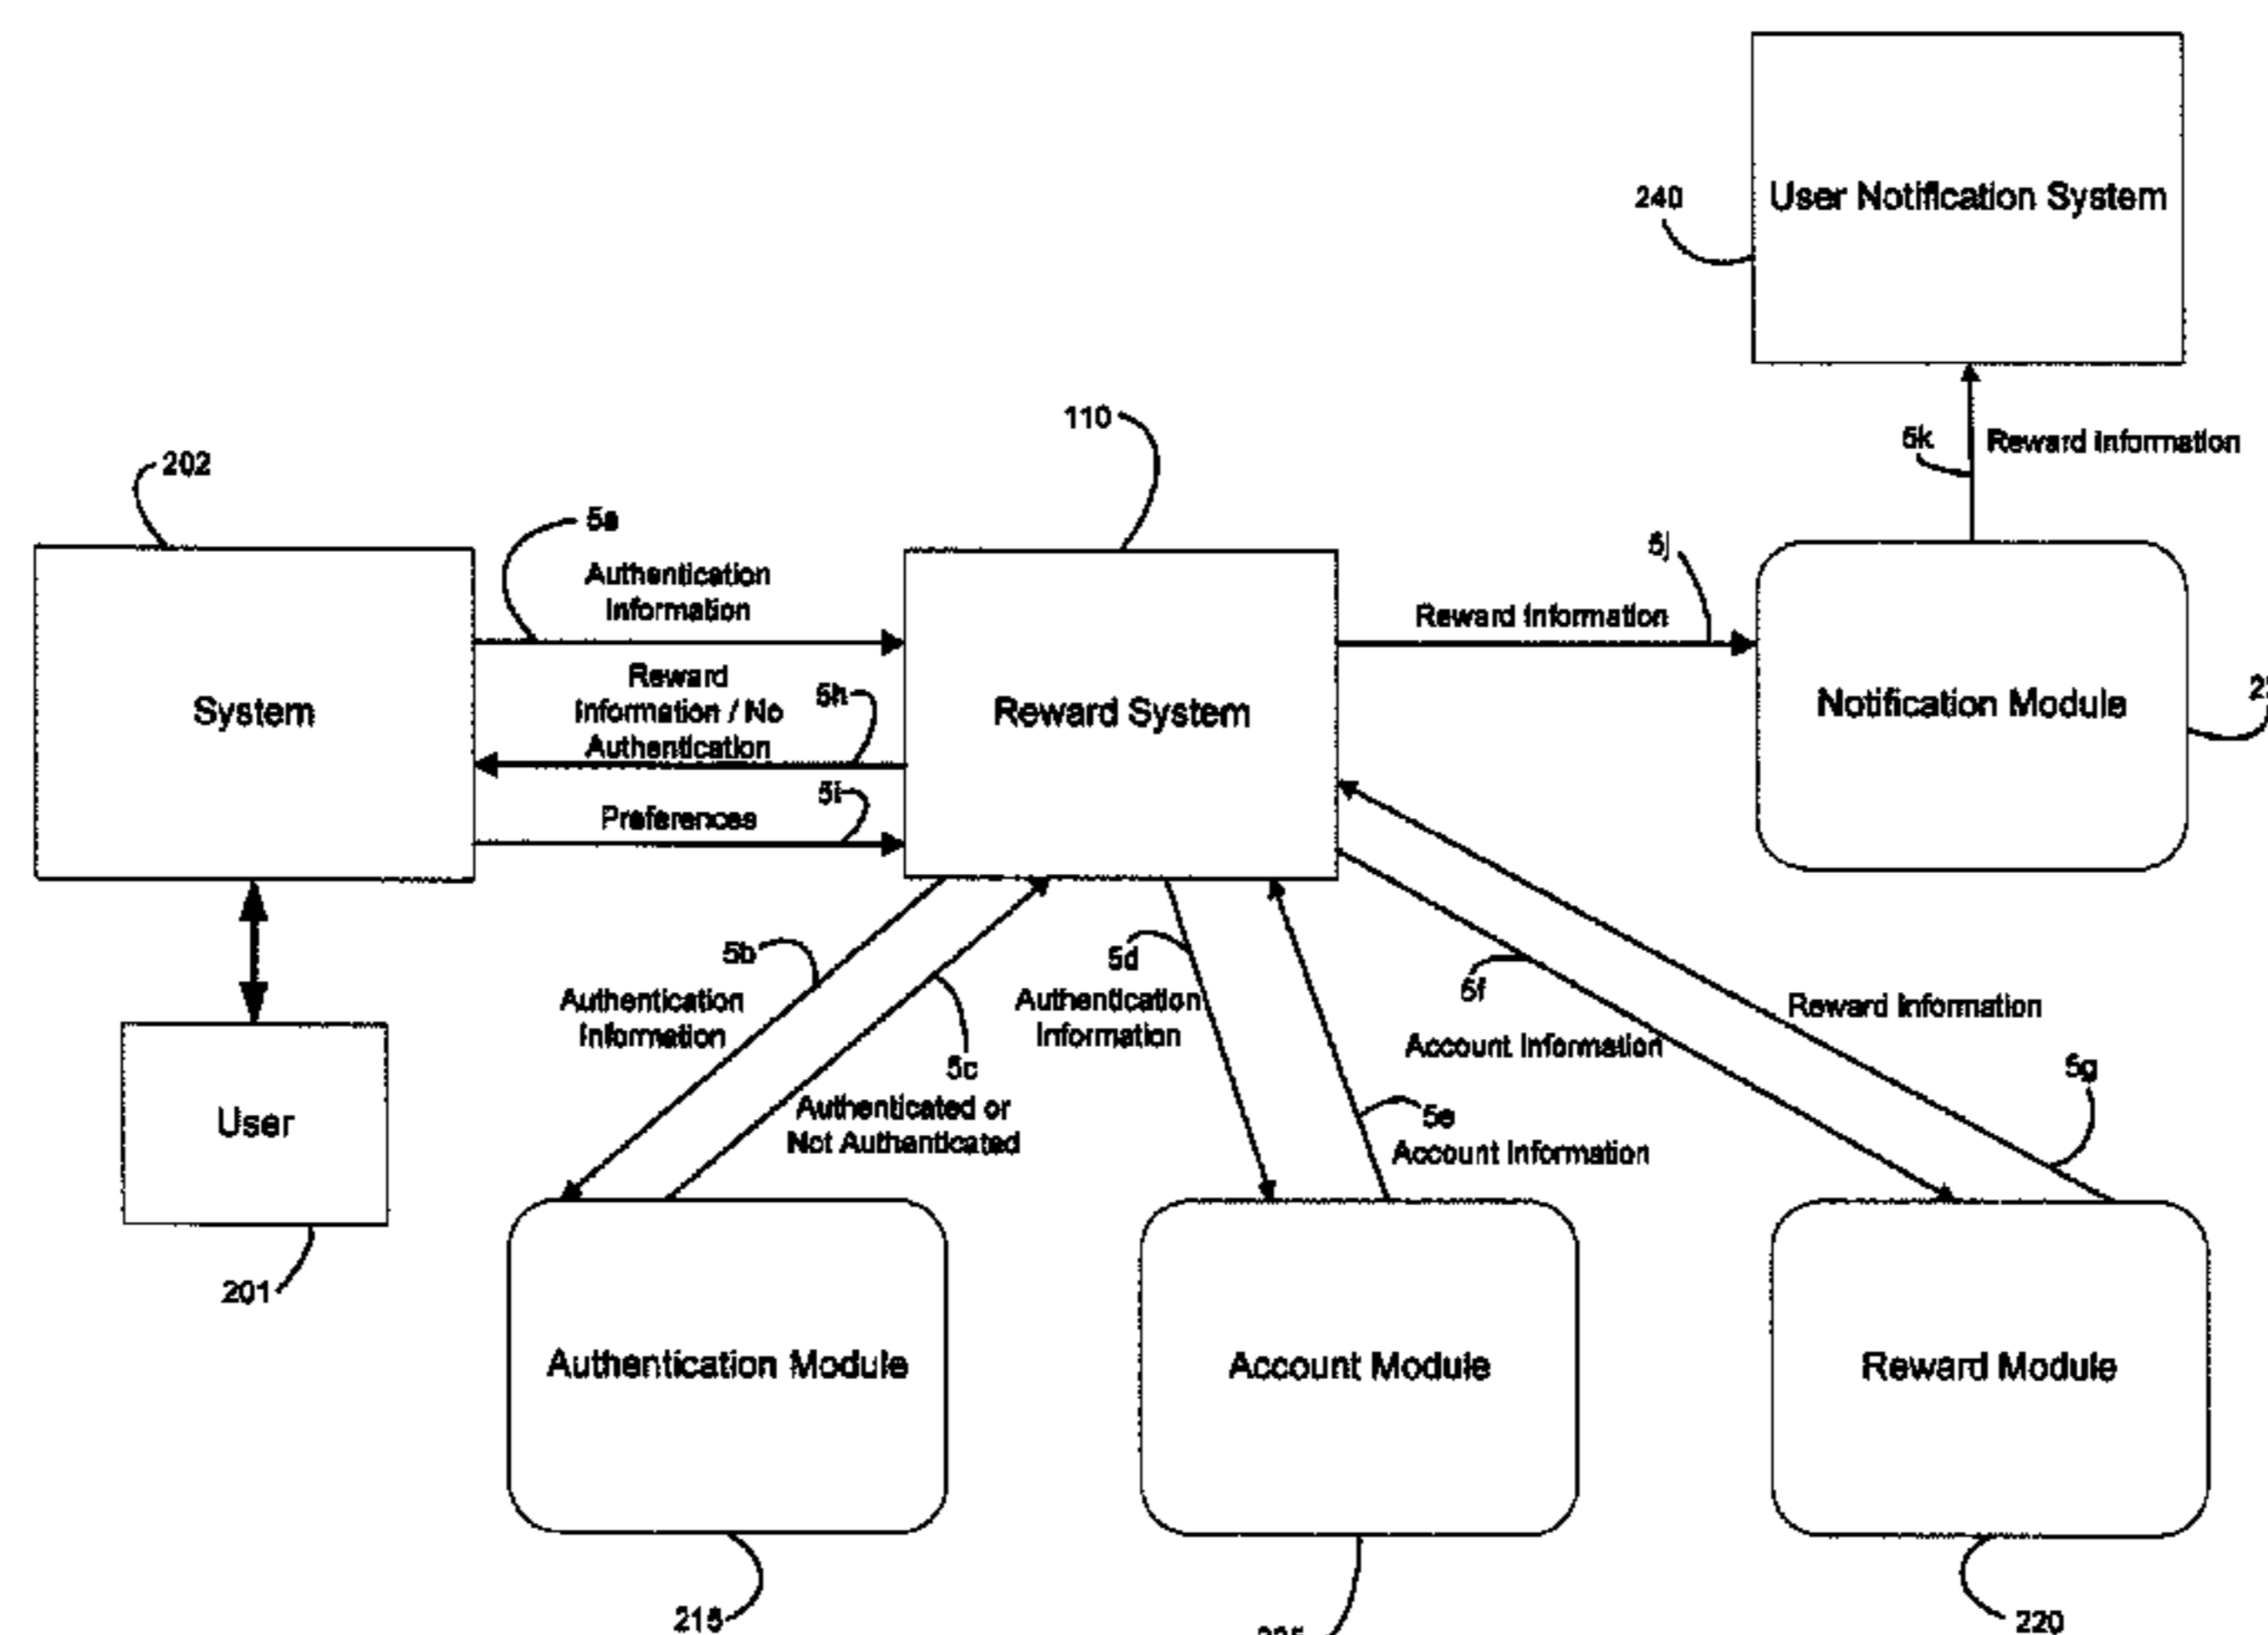 240
User Notification System
110
5k
Reward Information
202
5a
Authentication
Information
5j
Reward Information
System
Reward
Information / No
Authentication
5h
Reward System
Notification Module
Preferences
5i
5b
Authentication
Information
5c
Authenticated or
Not Authenticated
5d
Authentication
Information
5e
Account Information
5f
Account Information
Reward Information
5g
User
201
Authentication Module
Account Module
Reward Module
215
220